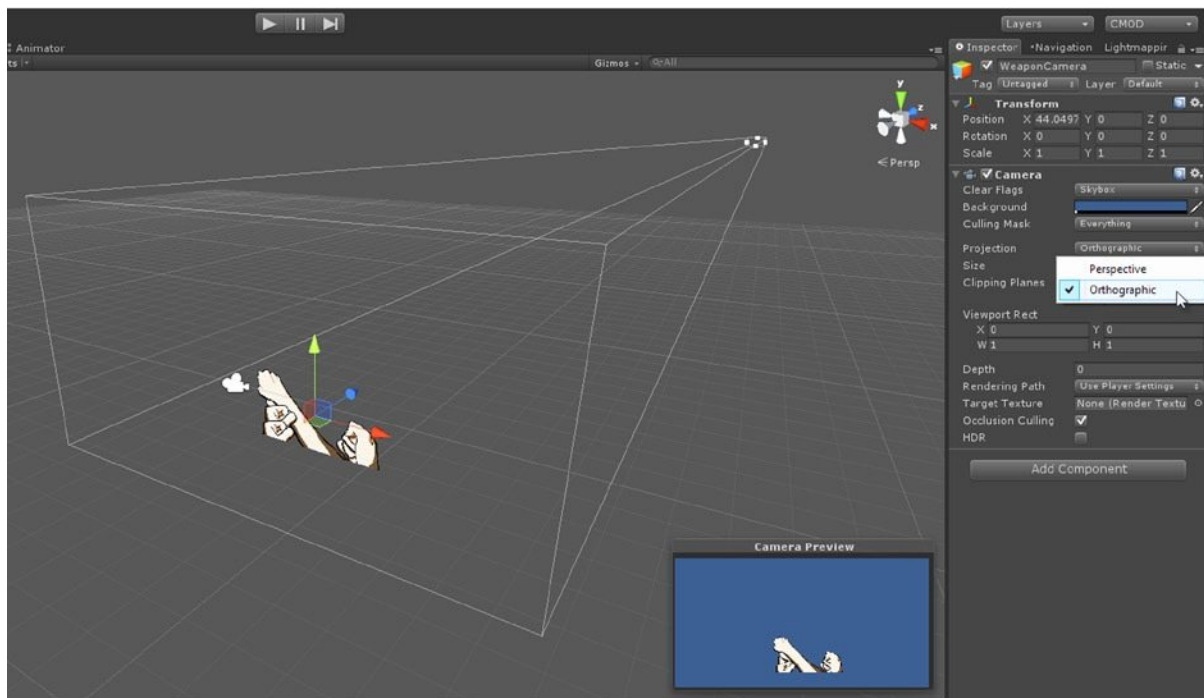 Layers
CMOD
Animator
Inspector
Navigation
Lightmappir
ts
Gizmos
All
WeaponCamera
Static
Tag Untagged Layer Default
Transform
Position X 44.0497 Y 0 Z 0
Rotation X 0 Y 0 Z 0
Scale X 1 Y 1 Z 1
y
z
x
Persp
Camera
Clear Flags Skybox
Background
Culling Mask Everything
Projection Orthographic
Size
Perspective
Clipping Planes
Orthographic
Viewport Rect
X 0 Y 0
W 1 H 1
Depth 0
Rendering Path Use Player Settings
Target Texture None (Render Textu
Occlusion Culling
HDR
Add Component
Camera Preview